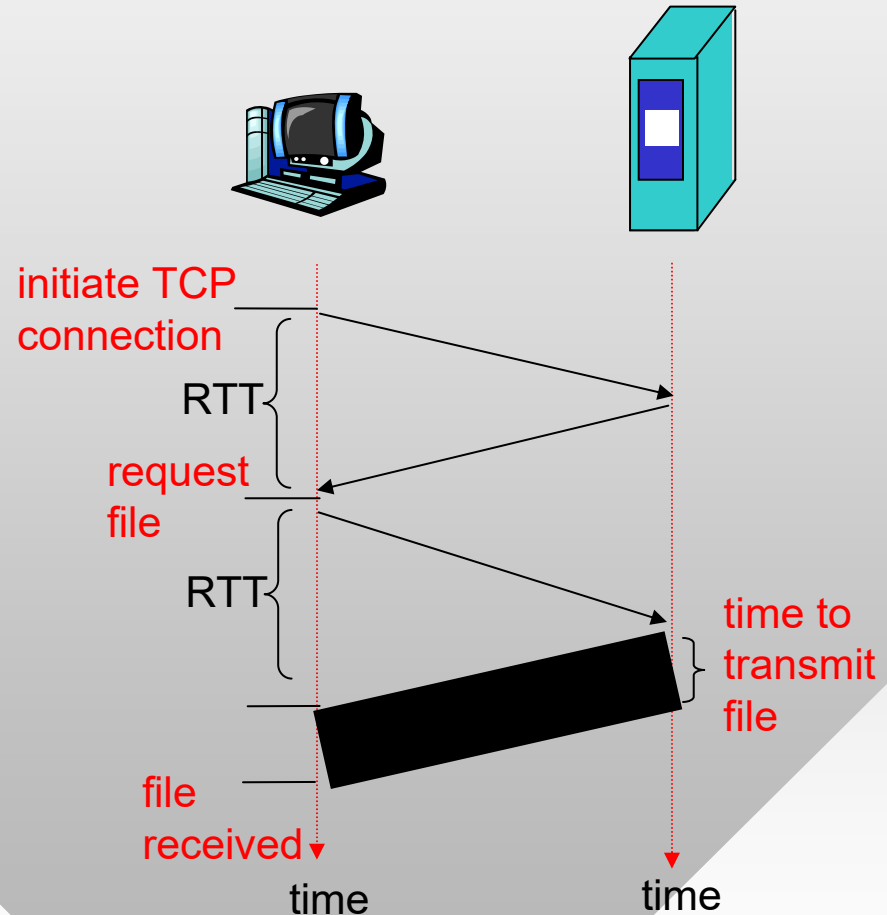 initiate TCP
connection
RTT
request
file
RTT
time to
transmit
file
file
received
time
time